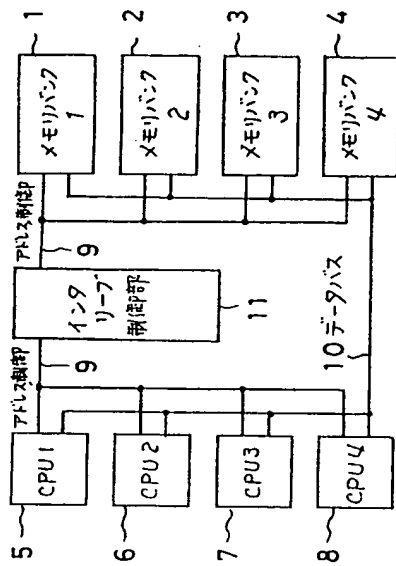 1
メモリバンク
1
2
メモリバンク
2
3
メモリバンク
3
4
メモリバンク
4
アドレス制御
9
インタ
リーブ
制御部
11
アドレス制御
9
10 データバス
5
CPU1
6
CPU2
7
CPU3
8
CPU4